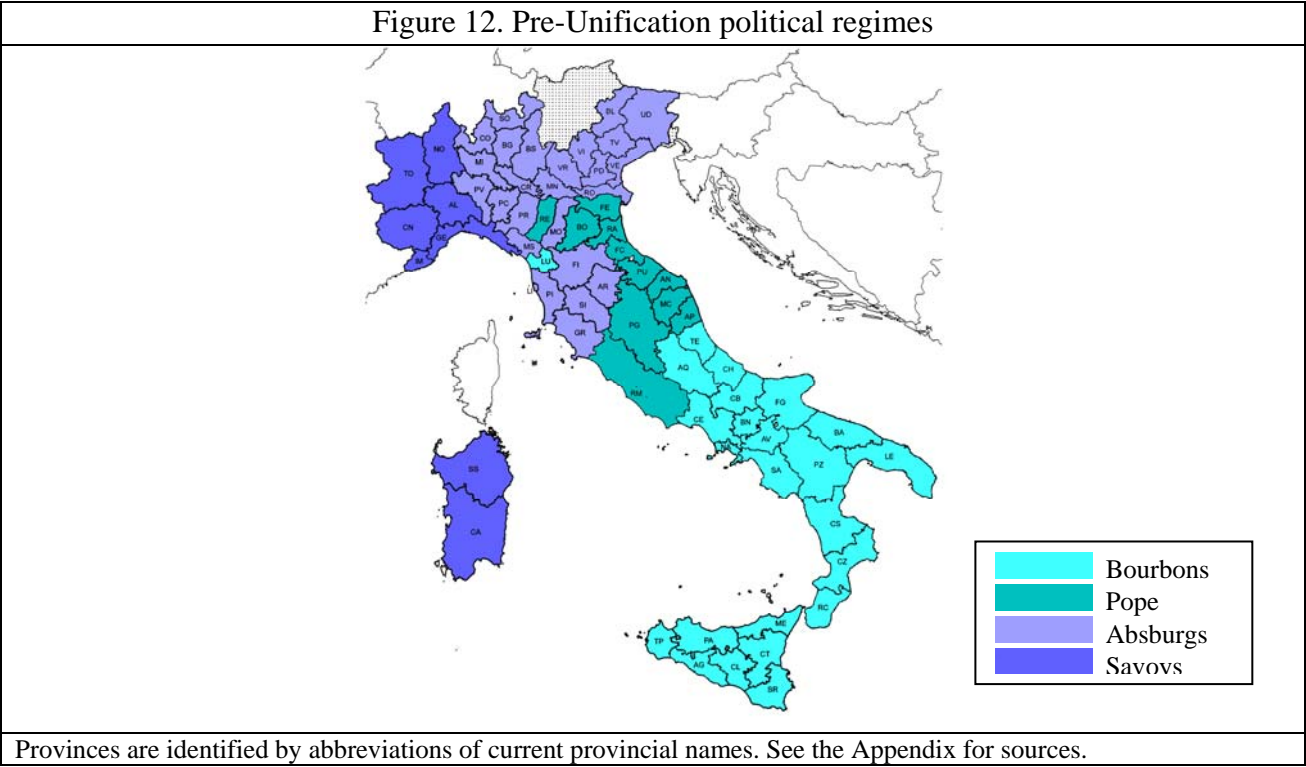 Figure 12. Pre-Unification political regimes
SO
BL
UD
CO
BG
BS
TV
NO
VI
MI
VR
PD
VE
TO
PV
CR
MN
RO
PC
AL
PR
RE
FE
MO
BO
RA
CN
GE
MS
FC
LU
FI
PU
IM
AN
PI
AR
MC
SI
AP
GR
PG
TE
AQ
CH
RM
CB
FG
CE
BN
BA
AV
LE
SA
PZ
SS
CS
CA
CZ
RC
ME
TP
PA
CT
AG
CL
SR
Bourbons
Pope
Absburgs
Savoys
Provinces are identified by abbreviations of current provincial names. See the Appendix for sources.